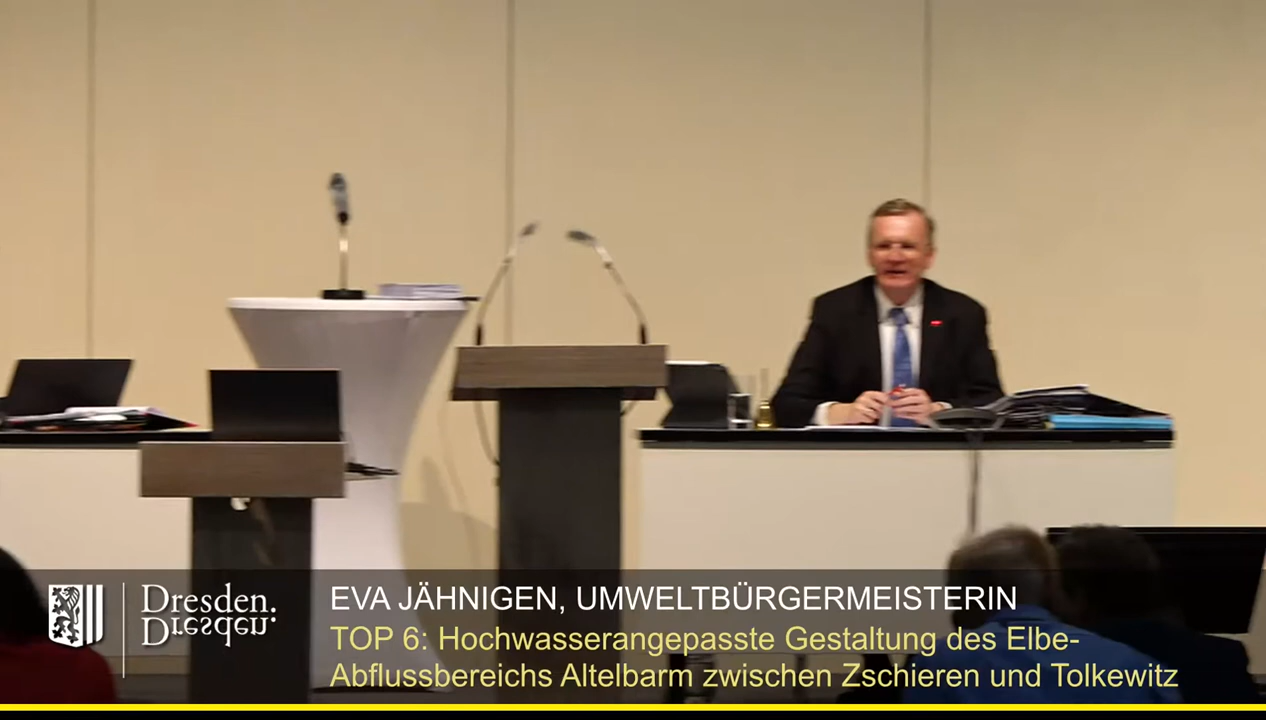 Dresden.
Dresden.
EVA JÄHNIGEN, UMWELTBÜRGERMEISTERIN
TOP 6: Hochwasserangepasste Gestaltung des Elbe-
Abflussbereichs Altelbarm zwischen Zschieren und Tolkewitz